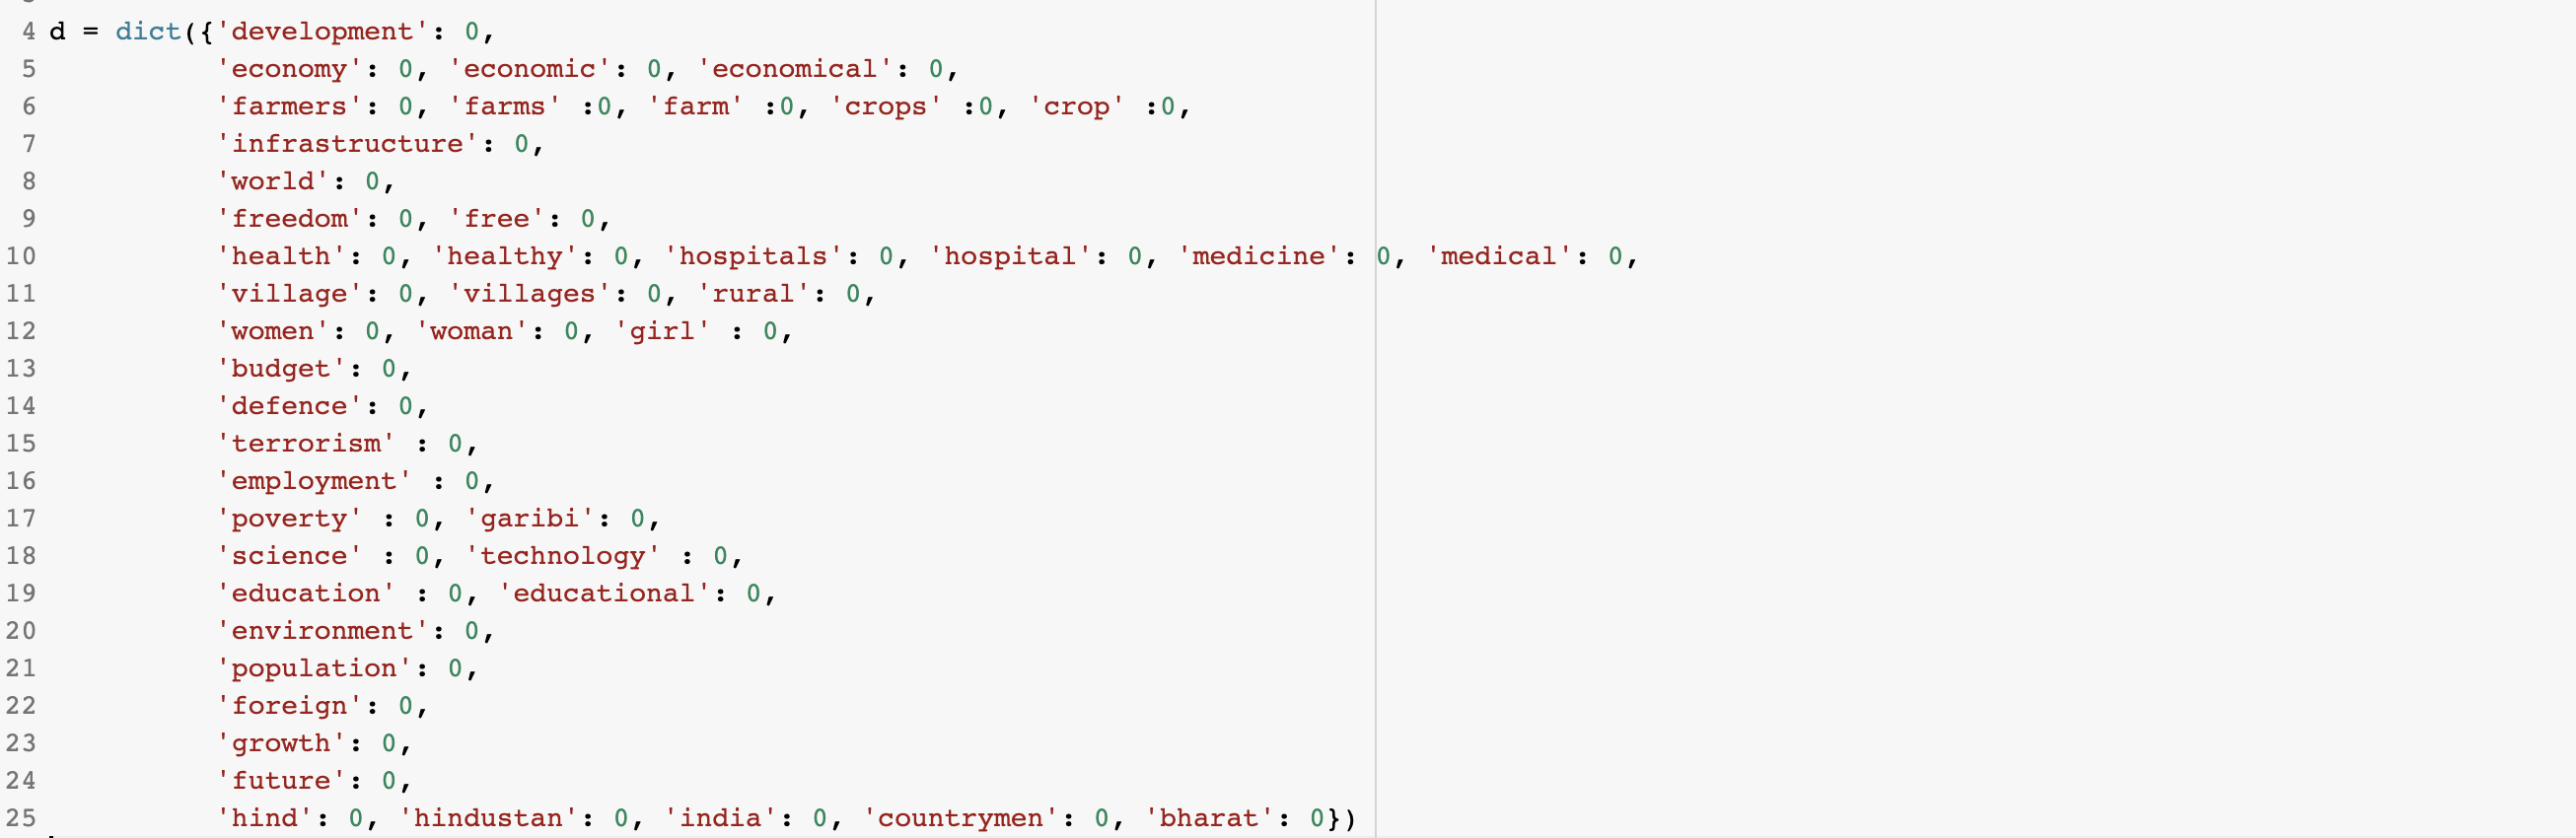 4 d = dict({'development': 0,
5 'economy': 0, 'economic': 0, 'economical': 0,
6 'farmers': 0, 'farms' :0, 'farm' :0, 'crops' :0, 'crop' :0,
7 'infrastructure': 0,
8 'world': 0,
9 'freedom': 0, 'free': 0,
10 'health': 0, 'healthy': 0, 'hospitals': 0, 'hospital': 0, 'medicine': 0, 'medical': 0,
11 'village': 0, 'villages': 0, 'rural': 0,
12 'women': 0, 'woman': 0, 'girl' : 0,
13 'budget': 0,
14 'defence': 0,
15 'terrorism' : 0,
16 'employment' : 0,
17 'poverty' : 0, 'garibi': 0,
18 'science' : 0, 'technology' : 0,
19 'education' : 0, 'educational': 0,
20 'environment': 0,
21 'population': 0,
22 'foreign': 0,
23 'growth': 0,
24 'future': 0,
25 'hind': 0, 'hindustan': 0, 'india': 0, 'countrymen': 0, 'bharat': 0})